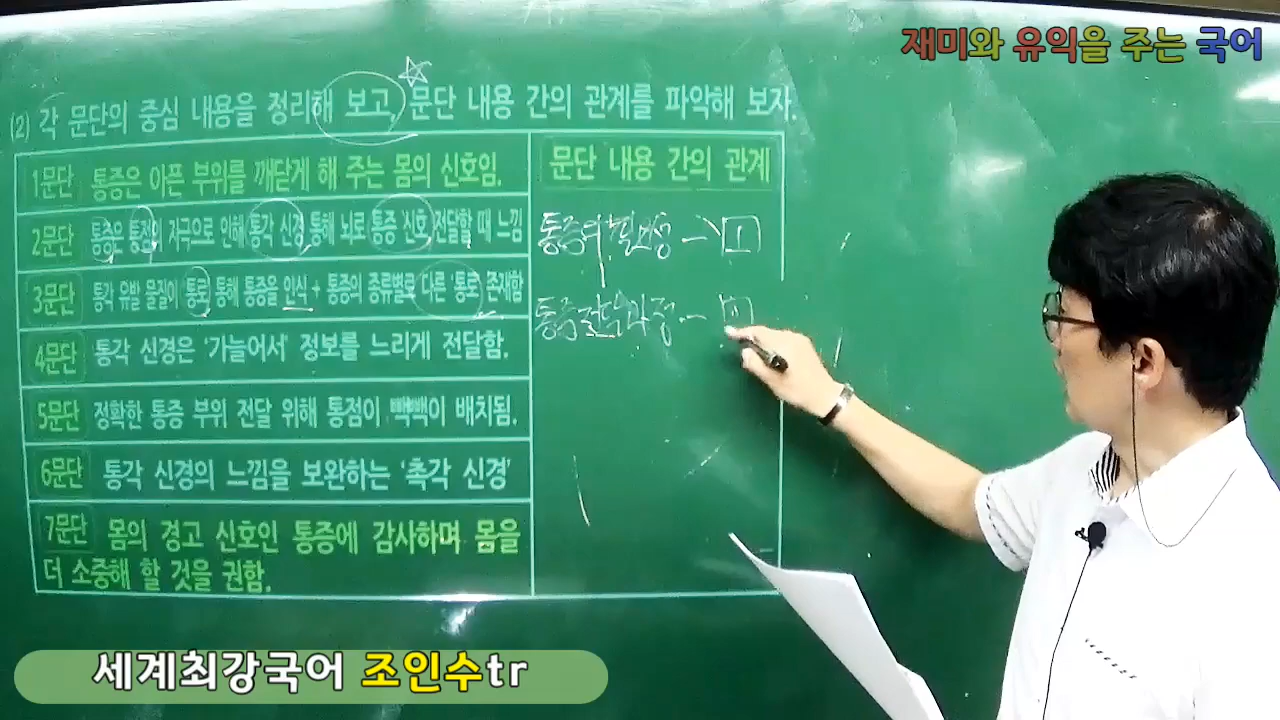 재미와 유익을 주는 국어
(2) 각 문단의 중심 내용을 정리해 보고, 문단 내용 간의 관계를 파악해 보자.
1문단 통증은 아픈 부위를 깨닫게 해 주는 몸의 신호임.
문단 내용 간의 관계
2문단 통증은 통점의 자극으로 인해 통각 신경 통해 뇌로 통증 신호 전달할 때 느낌
통증의 필요성 → 1
3문단 통각 유발 물질이 '통로' 통해 통증을 인식 + 통증의 종류별로 다른 '통로' 존재함
통증 전달 과정 -
4문단 통각 신경은 '가늘어서' 정보를 느리게 전달함.
5문단 정확한 통증 부위 전달 위해 통점이 빽빽이 배치됨.
6문단 통각 신경의 느낌을 보완하는 '촉각 신경'
7문단 몸의 경고 신호인 통증에 감사하며 몸을
더 소중해 할 것을 권함.
세계최강국어 조인수tr